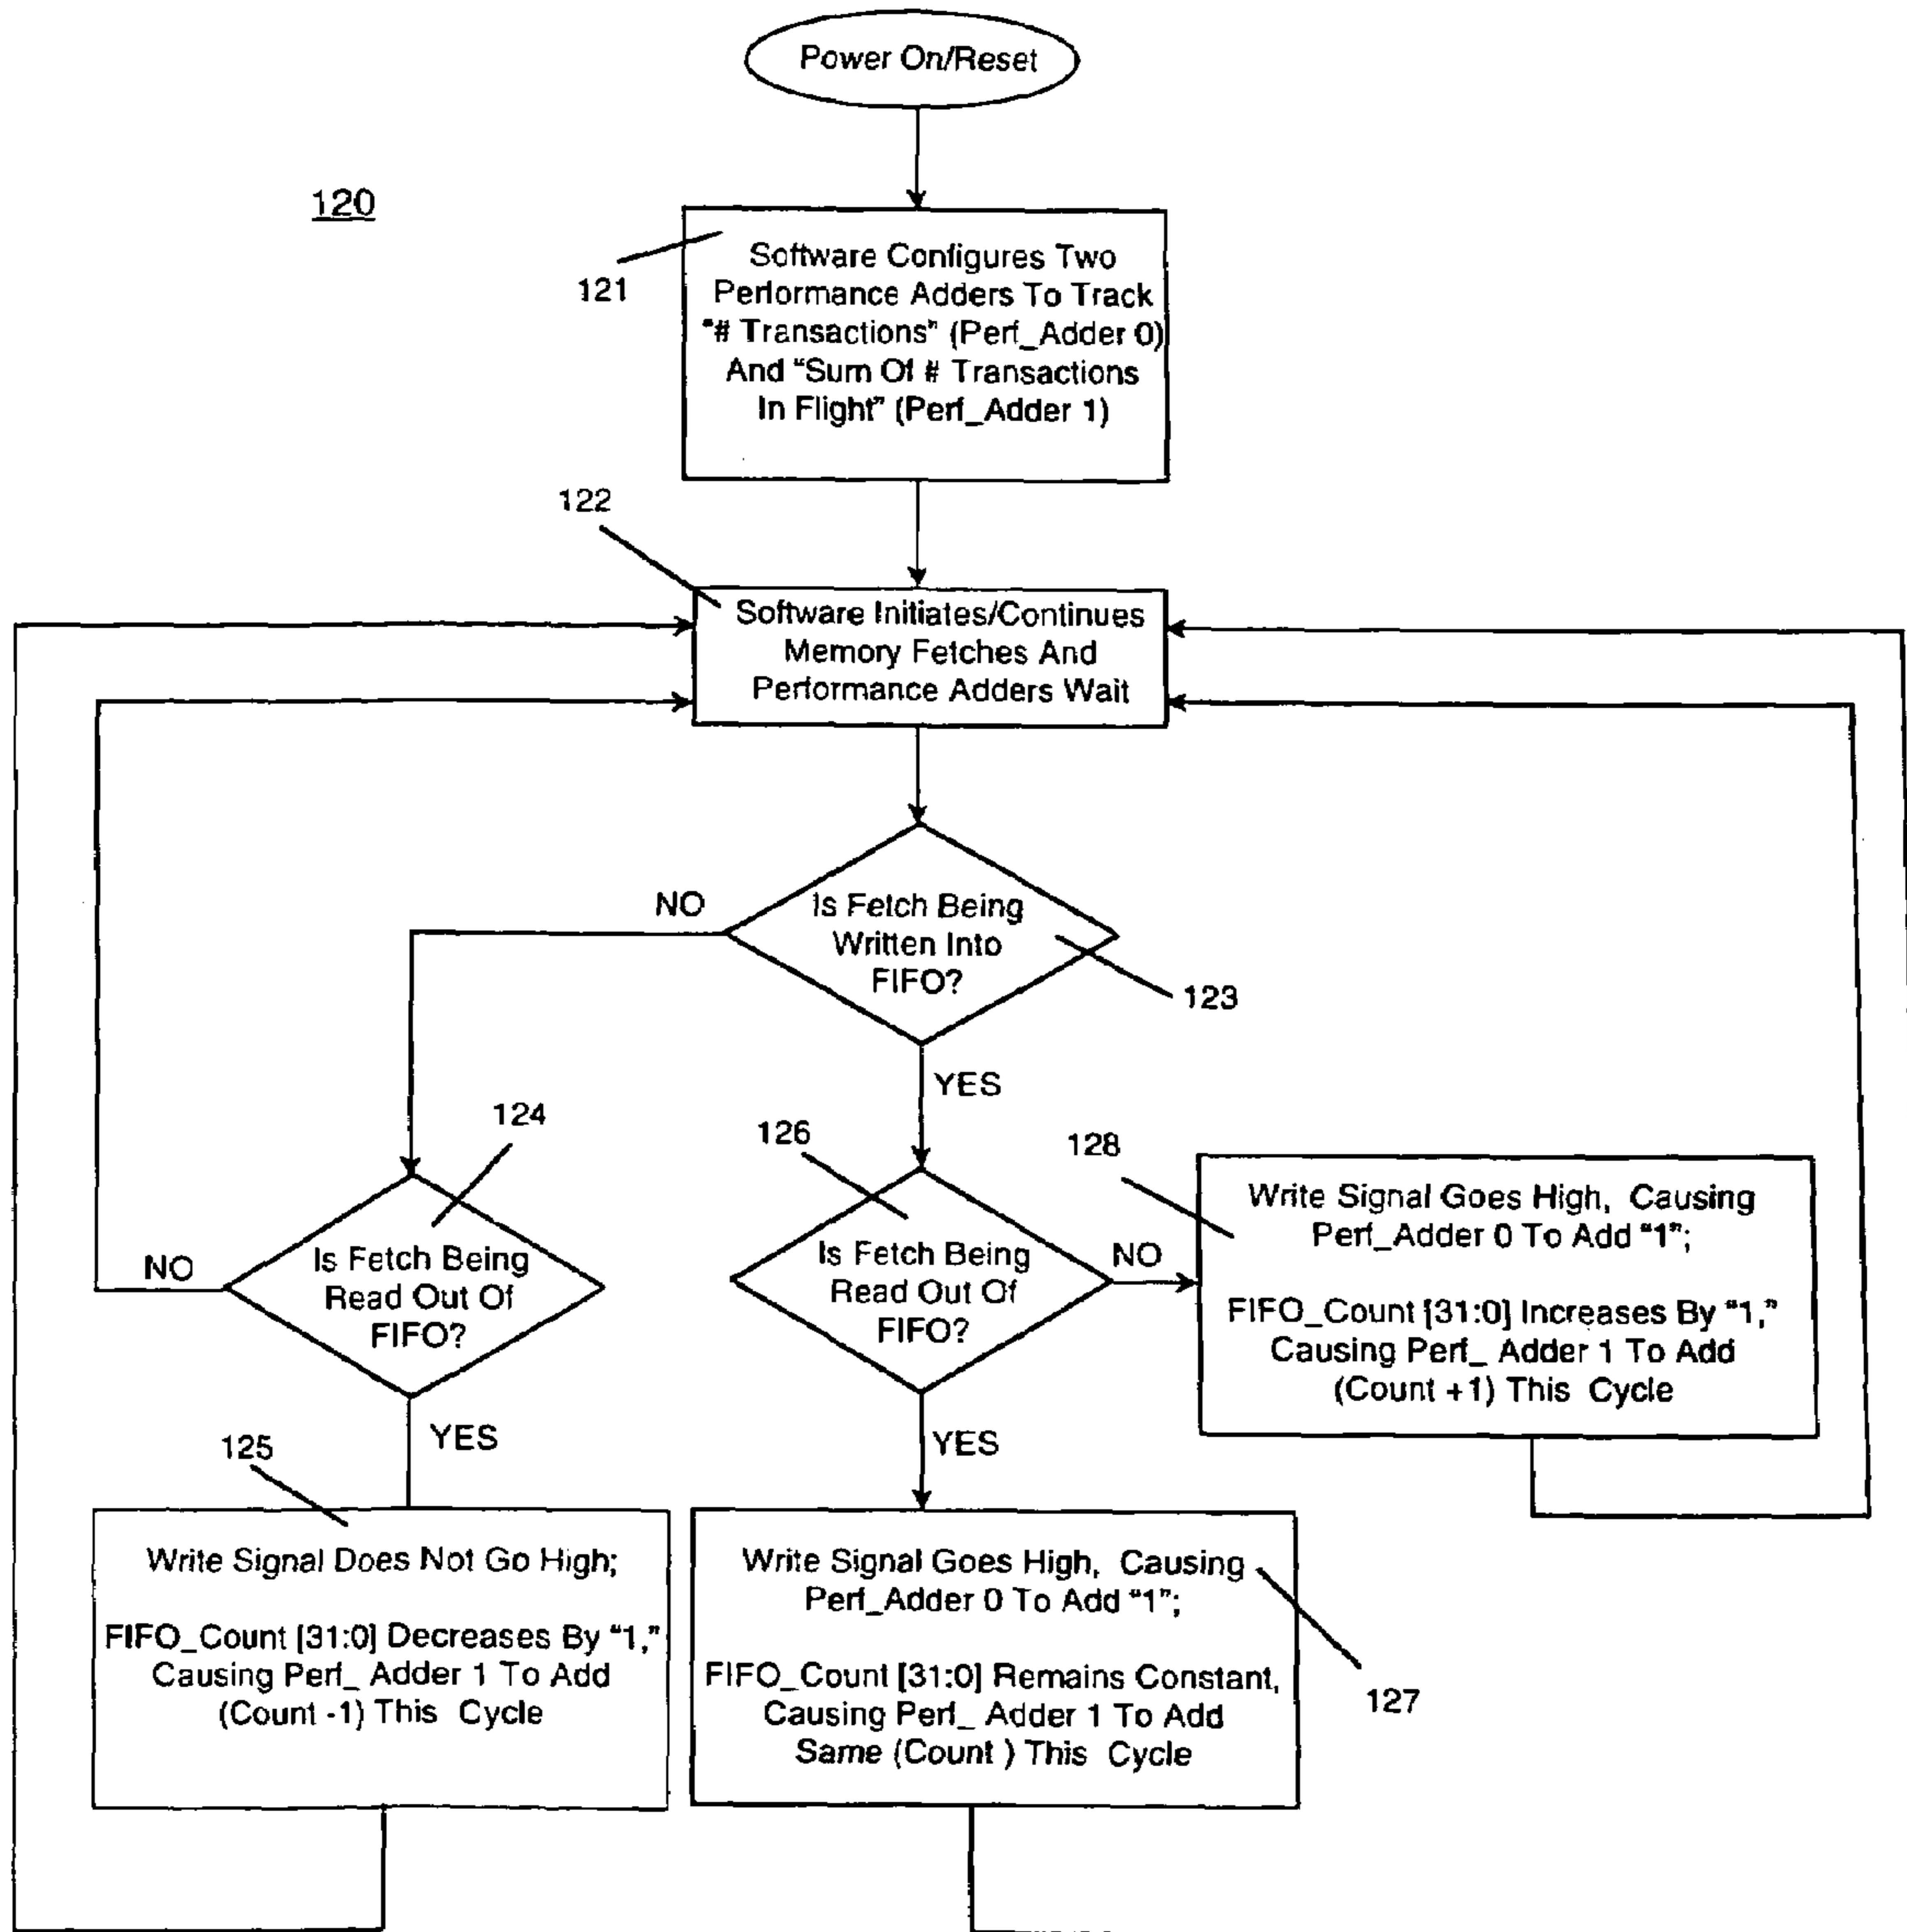 Power On/Reset
120
121
Software Configures Two
Performance Adders To Track
"# Transactions" (Perf_Adder 0)
And "Sum Of # Transactions
In Flight" (Perf_Adder 1)
122
Software Initiates/Continues
Memory Fetches And
Performance Adders Wait
NO
Is Fetch Being
Written Into
FIFO?
123
YES
124
NO
Is Fetch Being
Read Out Of
FIFO?
YES
126
Is Fetch Being
Read Out Of
FIFO?
NO
YES
128
Write Signal Goes High, Causing
Perf_Adder 0 To Add "1";
FIFO_Count [31:0] Increases By "1,"
Causing Perf_ Adder 1 To Add
(Count +1) This Cycle
125
Write Signal Does Not Go High;
FIFO_Count [31:0] Decreases By "1,"
Causing Perf_ Adder 1 To Add
(Count -1) This Cycle
Write Signal Goes High, Causing
Perf_Adder 0 To Add "1";
FIFO_Count [31:0] Remains Constant,
Causing Perf_ Adder 1 To Add
Same (Count ) This Cycle
127